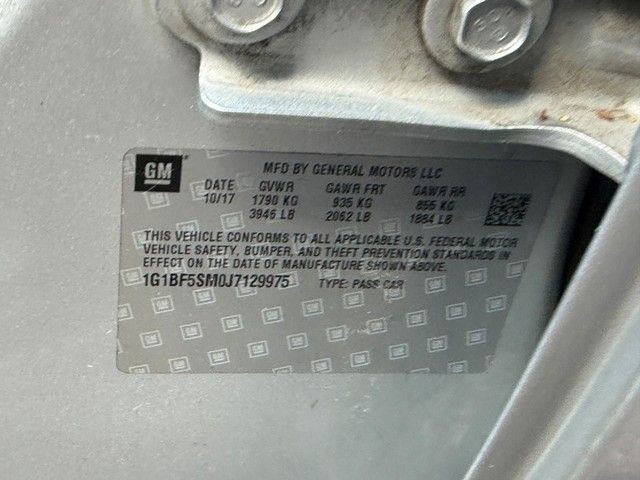 GM
MFD BY GENERAL MOTORS LLC
DATE GVWR GAWR FRT GAWR RR
10/17 1790 KG 935 KG 855 KG
3946 LB 2062 LB 1884 LB
THIS VEHICLE CONFORMS TO ALL APPLICABLE U.S. FEDERAL MOTOR
VEHICLE SAFETY, BUMPER, AND THEFT PREVENTION STANDARDS IN
EFFECT ON THE DATE OF MANUFACTURE SHOWN ABOVE.
1G1BF5SM0J7129975 TYPE: PASS CAR